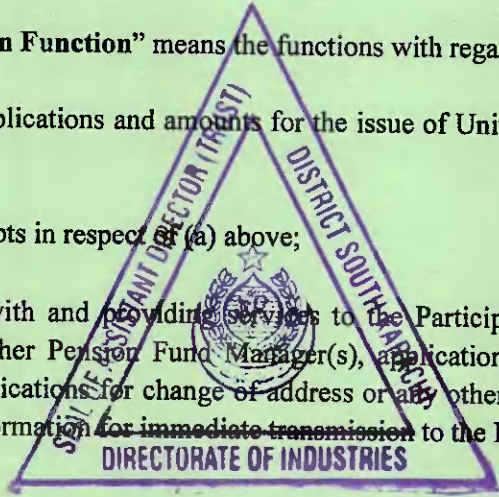 n Function” means the functions with rega
plications and amounts for the issue of Uni
pts in respect of (a) above;
with and providing services to the Particip
her Pension Fund Manager(s), application
ications for change of address or any other
ormation for immediate transmission to the
SEAL OF ASSISTANT DIRECTOR (TRUST)
DISTRICT SOUTH KARACHI
DIRECTORATE OF INDUSTRIES